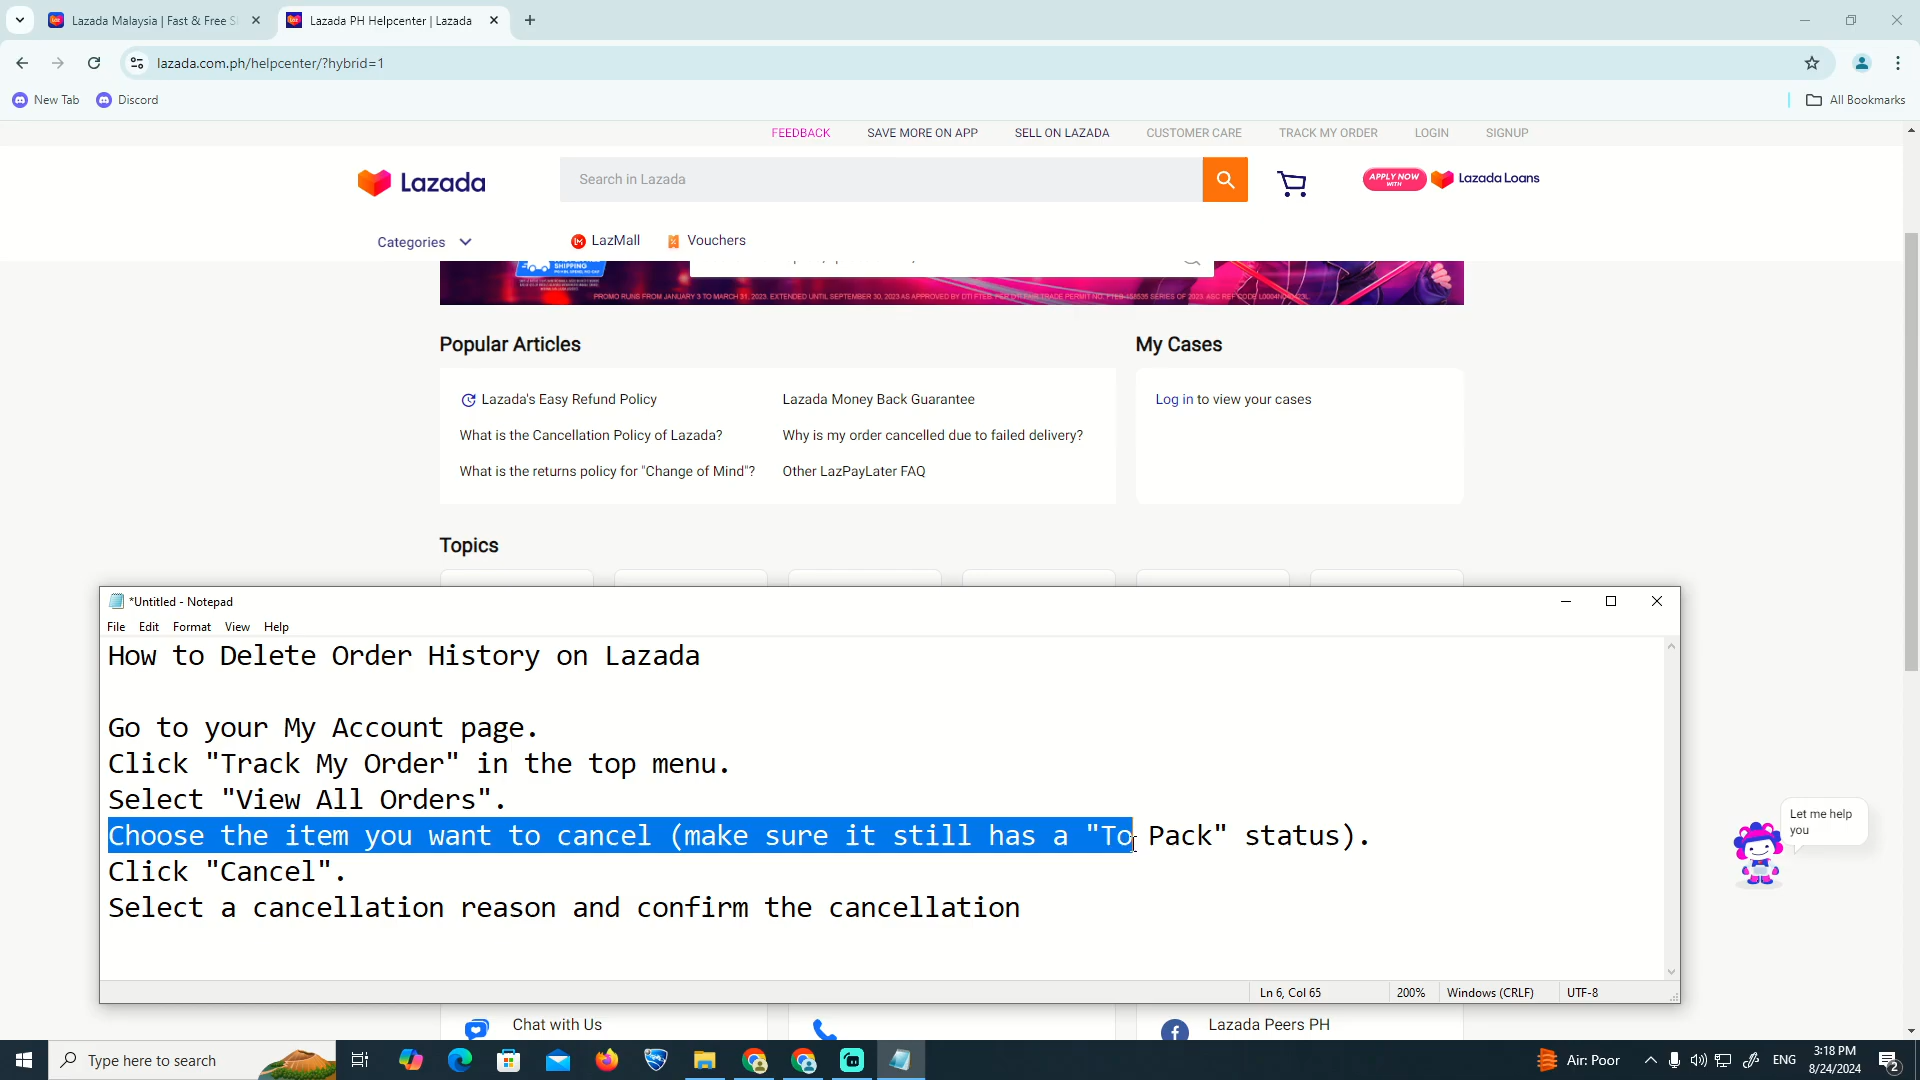 Lazada Malaysia | Fast & Free S
Lazada PH Helpcenter | Lazada
lazada.com.ph/helpcenter/?hybrid=1
New Tab
Discord
All Bookmarks
FEEDBACK
SAVE MORE ON APP
SELL ON LAZADA
CUSTOMER CARE
TRACK MY ORDER
LOGIN
SIGNUP
Lazada
Search in Lazada
APPLY NOW
WITH
Lazada Loans
Categories
LazMall
Vouchers
SHIPPING
Popular Articles
My Cases
Lazada's Easy Refund Policy
Lazada Money Back Guarantee
Log in to view your cases
What is the Cancellation Policy of Lazada?
Why is my order cancelled due to failed delivery?
What is the returns policy for "Change of Mind"?
Other LazPayLater FAQ
Topics
*Untitled - Notepad
File Edit Format View Help
How to Delete Order History on Lazada
Go to your My Account page.
Click "Track My Order" in the top menu.
Select "View All Orders".
Choose the item you want to cancel (make sure it still has a "To Pack" status).
Click "Cancel".
Select a cancellation reason and confirm the cancellation
Ln 6, Col 65
200%
Windows (CRLF)
UTF-8
Let me help
you
Chat with Us
Lazada Peers PH
Type here to search
Air: Poor
ENG
3:18 PM
8/24/2024
2